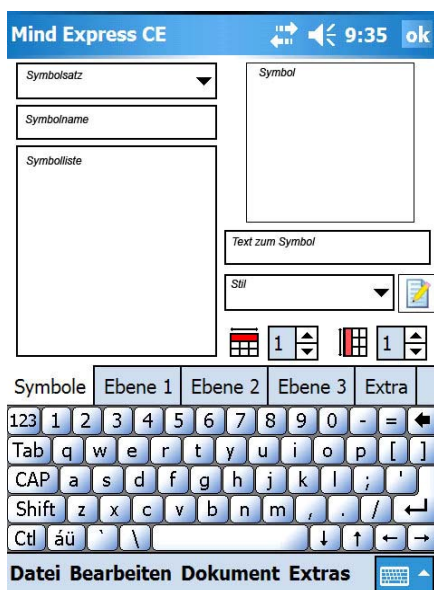 Mind Express CE 9:35 ok
Symbolsatz
Symbol
Symbolname
Symbolliste
Text zum Symbol
Stil
1 1
Symbole Ebene 1 Ebene 2 Ebene 3 Extra
123 1 2 3 4 5 6 7 8 9 0 - = 
Tab q w e r t y u i o p [ ]
CAP a s d f g h j k l ; '
Shift z x c v b n m , . /
Ctl áü ` \
Datei Bearbeiten Dokument Extras